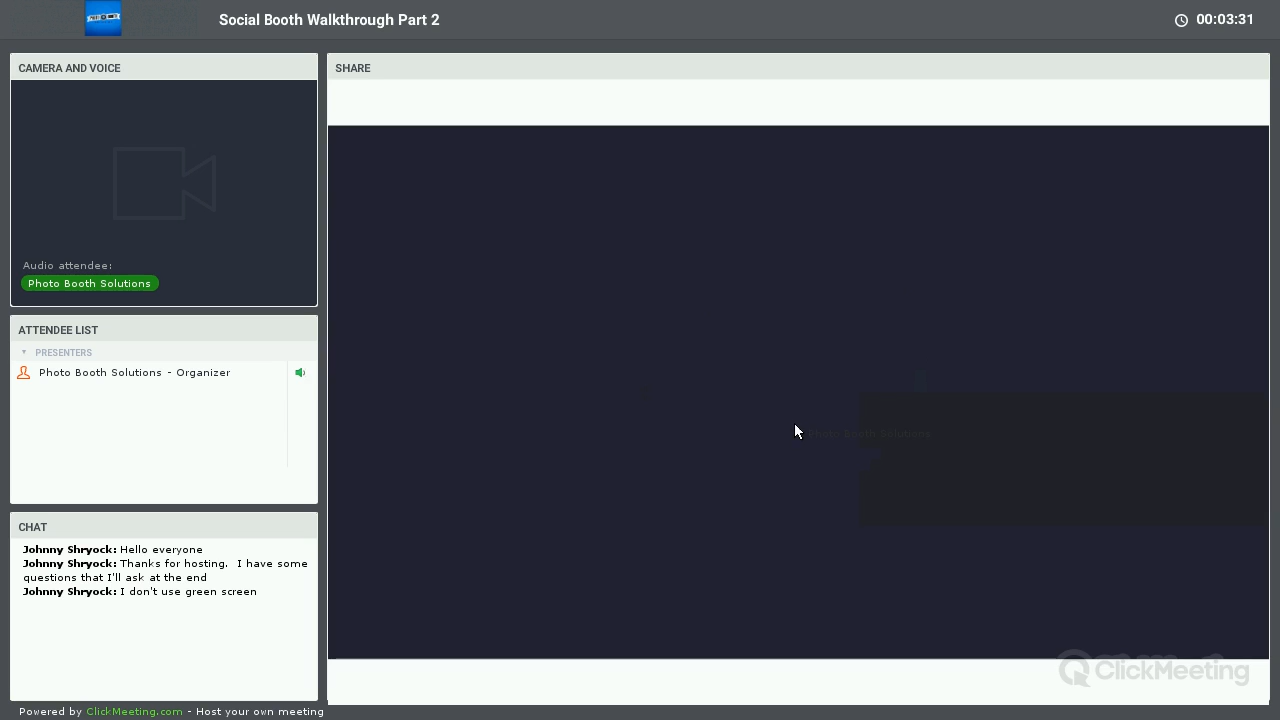 Social Booth Walkthrough Part 2
00:03:31
CAMERA AND VOICE
Audio attendee:
Photo Booth Solutions
ATTENDEE LIST
PRESENTERS
Photo Booth Solutions - Organizer
CHAT
Johnny Shryock: Hello everyone
Johnny Shryock: Thanks for hosting.  I have some
questions that I'll ask at the end
Johnny Shryock: I don't use green screen
Powered by ClickMeeting.com - Host your own meeting
SHARE
Photo Booth Solutions
ClickMeeting